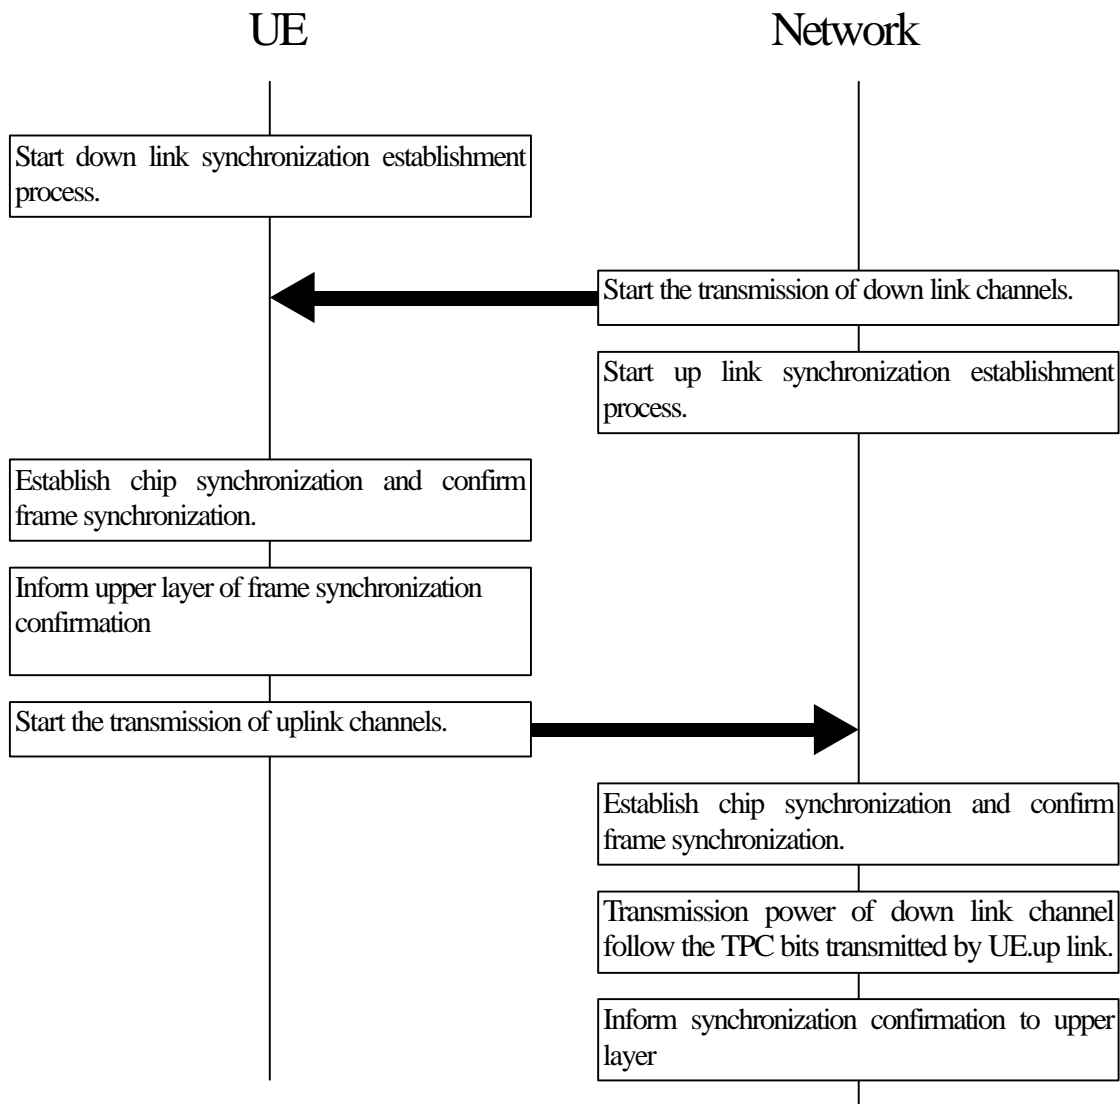 UE
Network
Start down link synchronization establishment
process.
Start the transmission of down link channels.
Start up link synchronization establishment
process.
Establish chip synchronization and confirm
frame synchronization.
Inform upper layer of frame synchronization
confirmation
Start the transmission of uplink channels.
Establish chip synchronization and confirm
frame synchronization.
Transmission power of down link channel
follow the TPC bits transmitted by UE.up link.
Inform synchronization confirmation to upper
layer